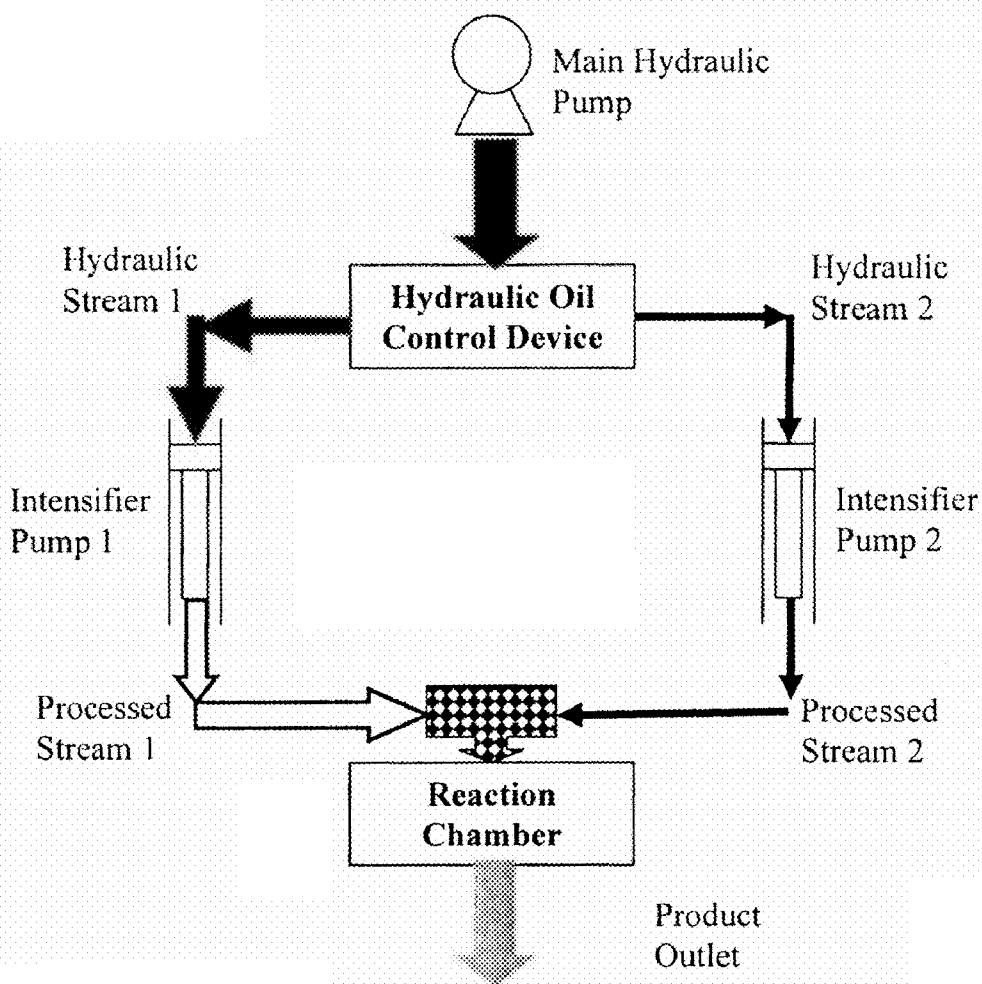 Main Hydraulic
Pump
Hydraulic
Stream 1
Hydraulic Oil
Control Device
Hydraulic
Stream 2
Intensifier
Pump 1
Intensifier
Pump 2
Processed
Stream 1
Processed
Stream 2
Reaction
Chamber
Product
Outlet